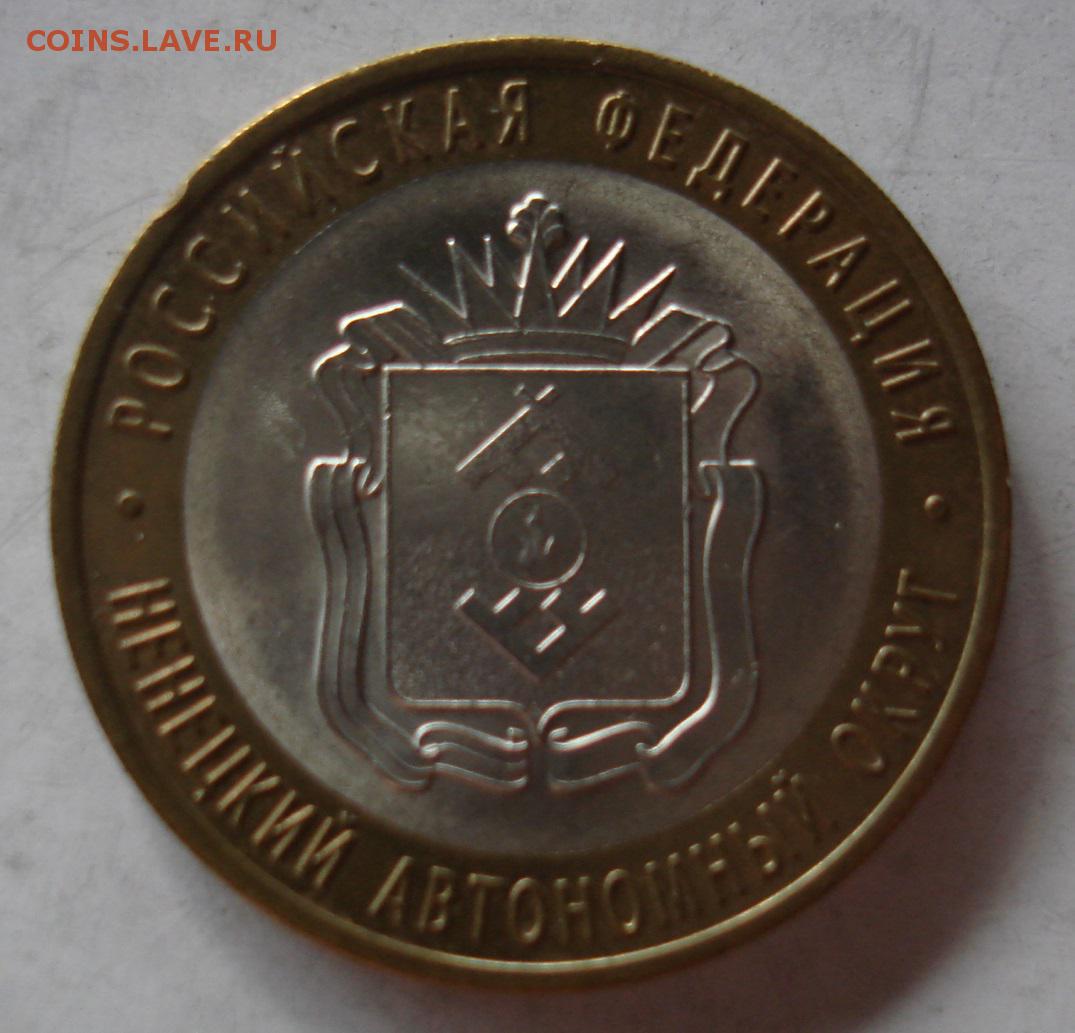 COINS.LAVE.RU
РОССИЙСКАЯ ФЕДЕРАЦИЯ
НЕНЕЦКИЙ АВТОНОМНЫЙ ОКРУГ